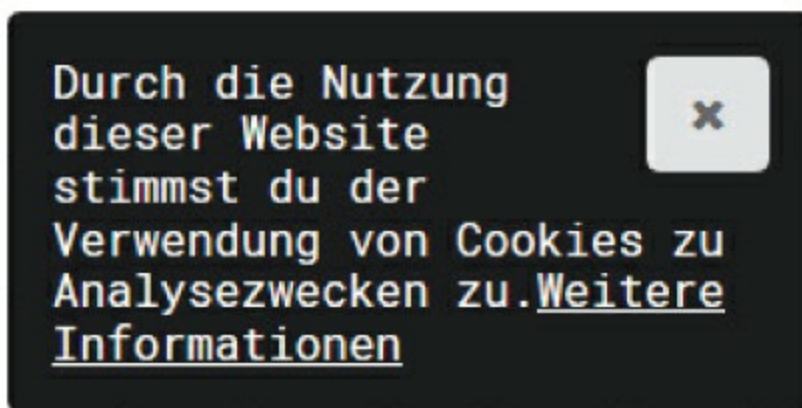 Durch die Nutzung
dieser Website
stimmst du der
Verwendung von Cookies zu
Analysezwecken zu.Weitere
Informationen